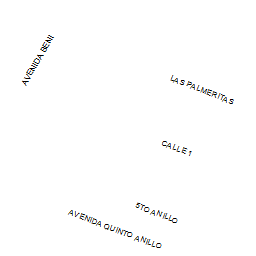 AVENIDA BENI
LAS PALMERITAS
CALLE 1
5TO ANILLO
AVENIDA QUINTO ANILLO